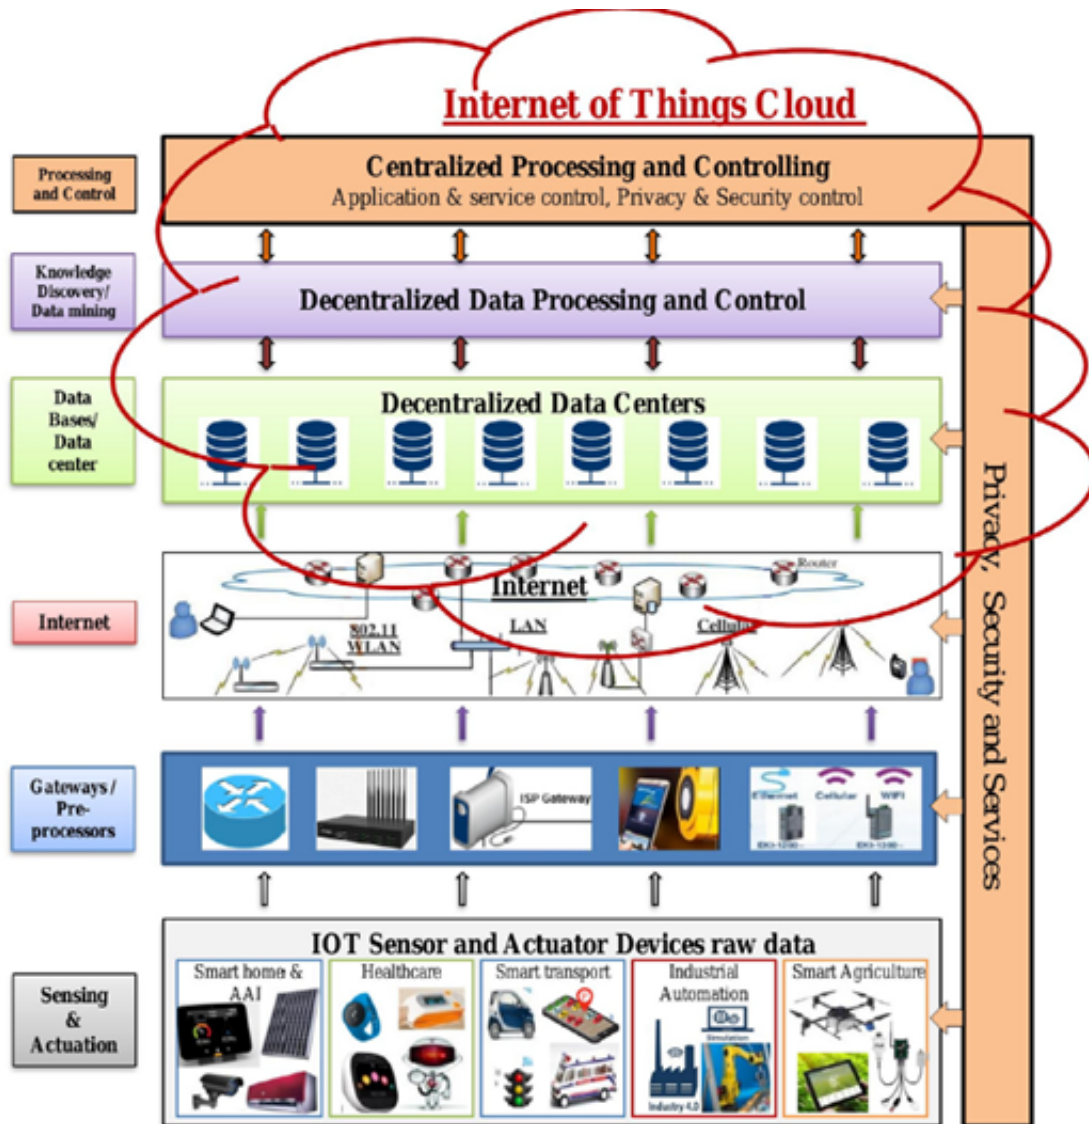 Internet of Things Cloud
Processing
and Control
Centralized Processing and Controlling
Application & service control, Privacy & Security control
Knowledge
Discovery/
Data mining
Decentralized Data Processing and Control
Data
Bases/
Data
center
Decentralized Data Centers
Internet
Router
Internet
802.11
WLAN
LAN
Cellular
Gateways /
Pre-
processors
ISP Gateway
Ethernet
Cellular
WIFI
Privacy, Security and Services
Sensing
&
Actuation
IOT Sensor and Actuator Devices raw data
Smart home &
AAI
Healthcare
Smart transport
Industrial
Automation
Simulation
Industry 4.0
Smart Agriculture